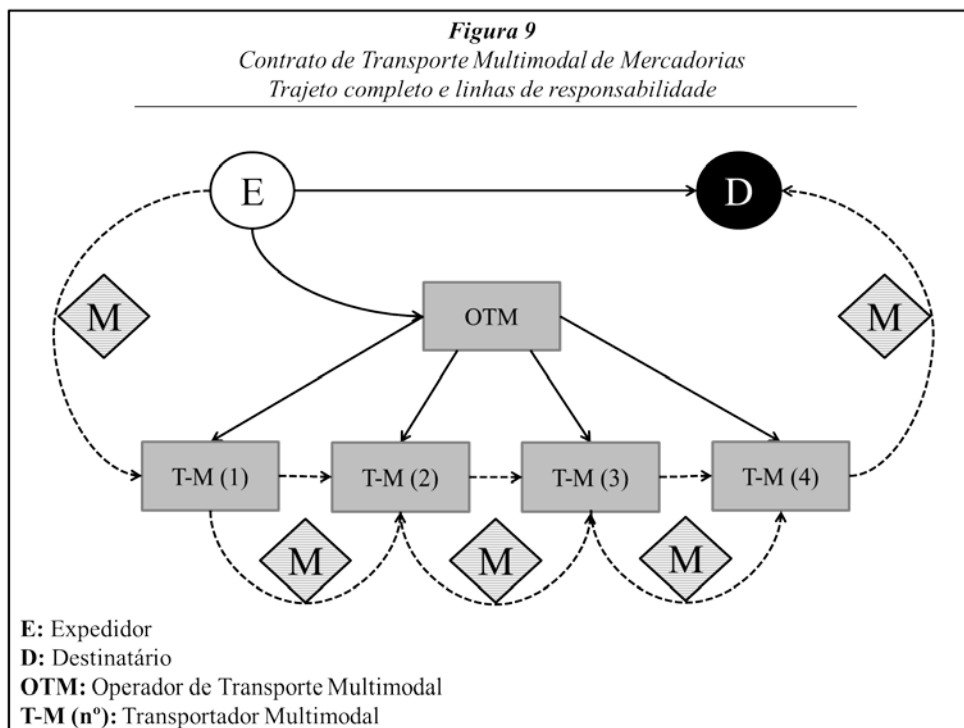 Figura 9
Contrato de Transporte Multimodal de Mercadorias
Trajeto completo e linhas de responsabilidade
E
D
M
M
OTM
T-M (1)
T-M (2)
T-M (3)
T-M (4)
M
M
M
E: Expedidor
D: Destinatário
OTM: Operador de Transporte Multimodal
T-M (nº): Transportador Multimodal